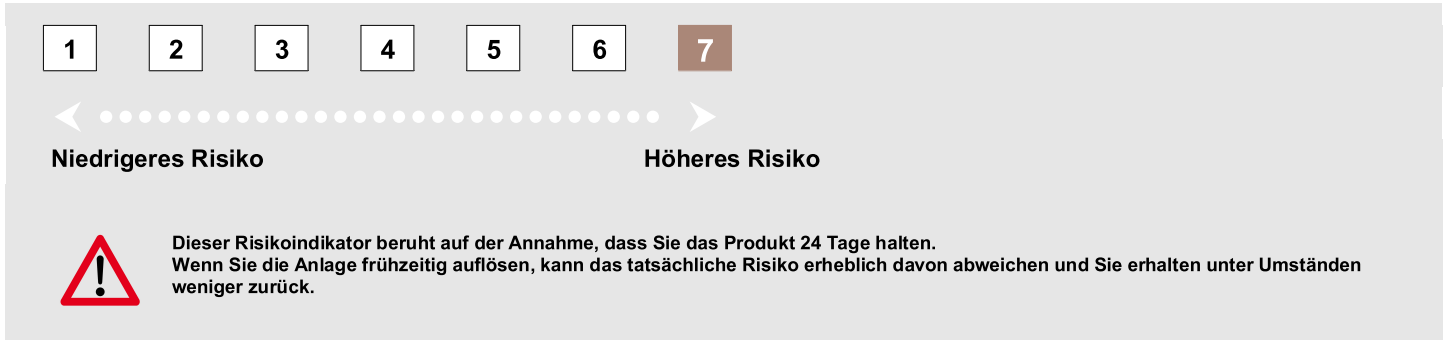 1 2 3 4 5 6 7
Niedrigeres Risiko Höheres Risiko
Dieser Risikoindikator beruht auf der Annahme, dass Sie das Produkt 24 Tage halten.
Wenn Sie die Anlage frühzeitig auflösen, kann das tatsächliche Risiko erheblich davon abweichen und Sie erhalten unter Umständen
weniger zurück.